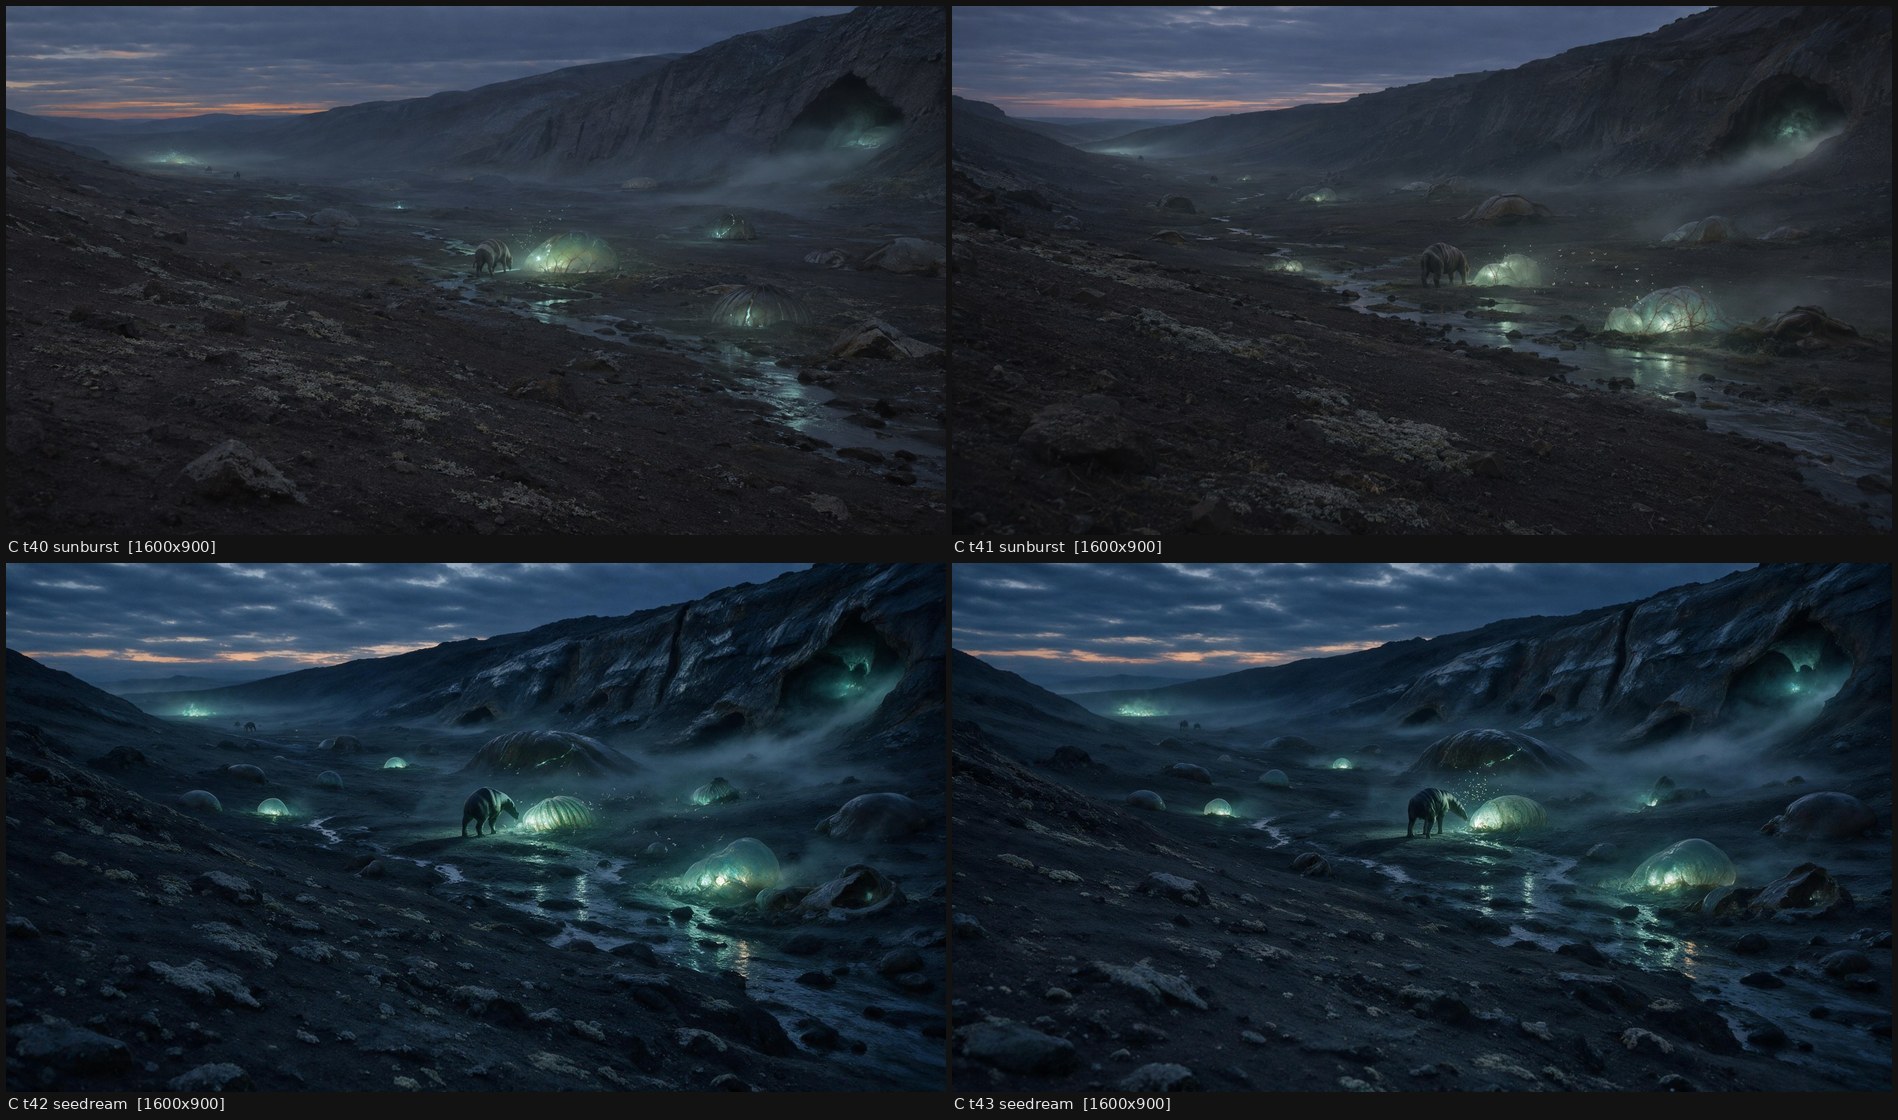 C t40 sunburst  [1600x900]
C t41 sunburst  [1600x900]
C t42 seedream  [1600x900]
C t43 seedream  [1600x900]